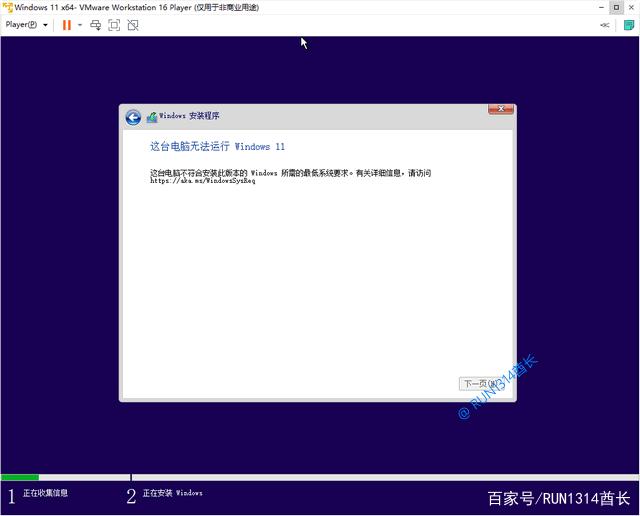 Windows 11 x64- VMware Workstation 16 Player (仅用于非商业用途)
Player(P)
Windows 安装程序
这台电脑无法运行 Windows 11
这台电脑不符合安装此版本的 Windows 所需的最低系统要求。有关详细信息，请访问
https://aka.ms/WindowsSysReq
下一页(N)
@ RUN1314酋长
1 正在收集信息
2 正在安装 Windows
百家号/RUN1314酋长